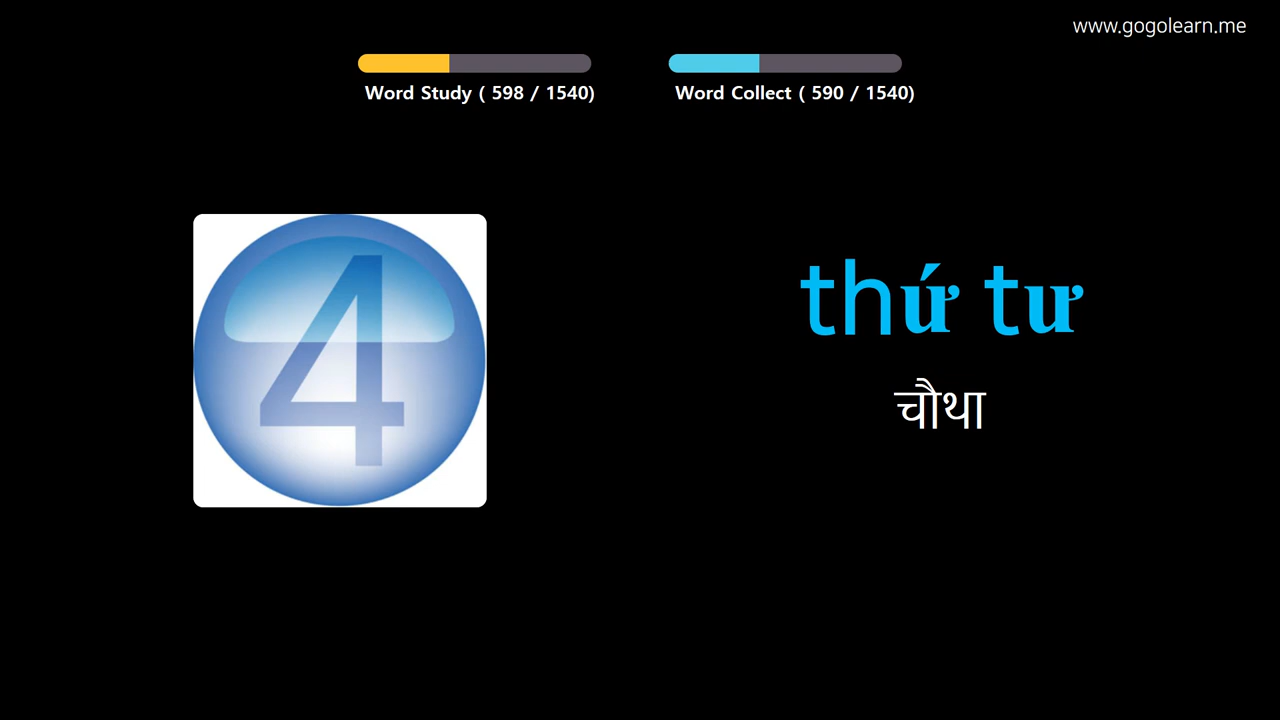 www.gogolearn.me
Word Study ( 598 / 1540)
Word Collect ( 590 / 1540)
4
thứ tư
चौथा